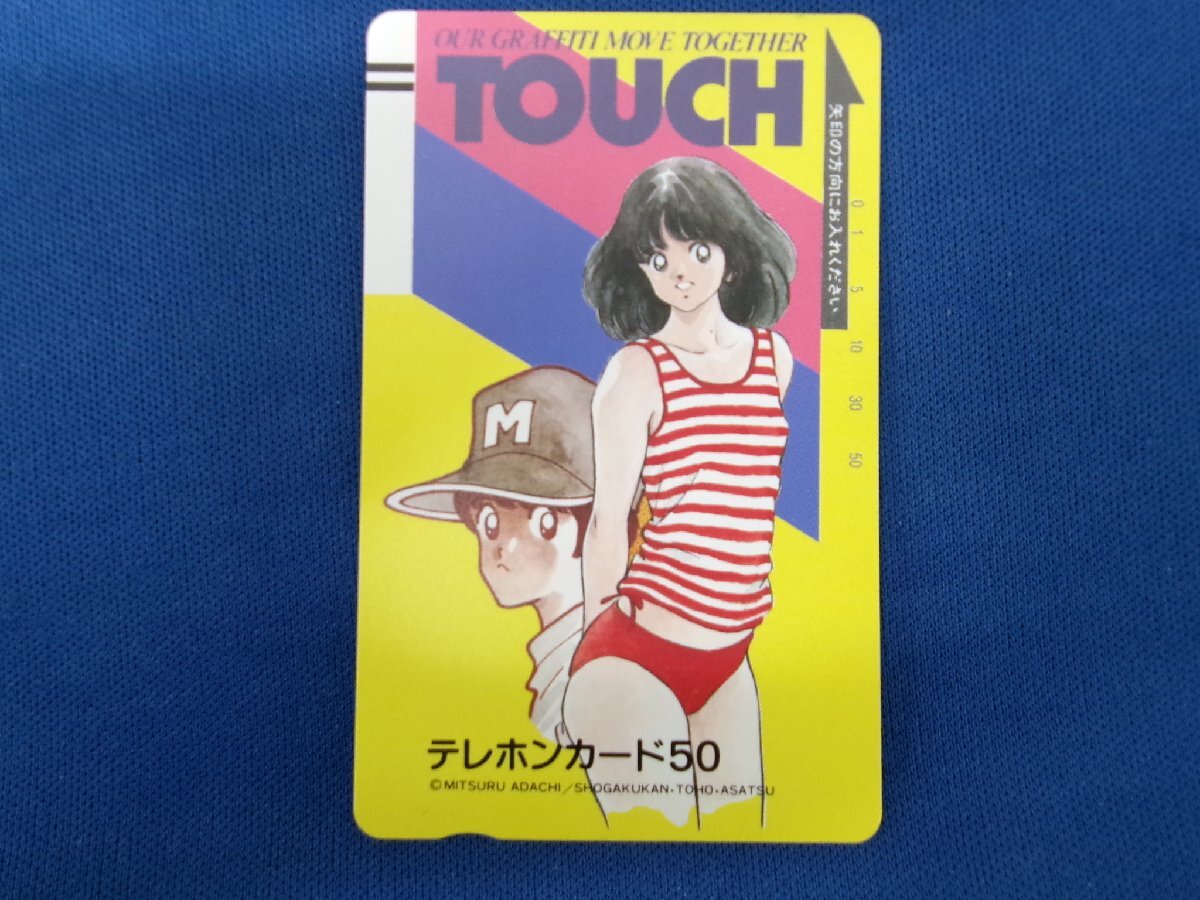 OUR GRAFFITI MOVE TOGETHER
TOUCH
矢印の方向にお入れください
0 1 5 10 30 50
M
テレホンカード50
©MITSURU ADACHI/SHOGAKUKAN・TOHO・ASATSU